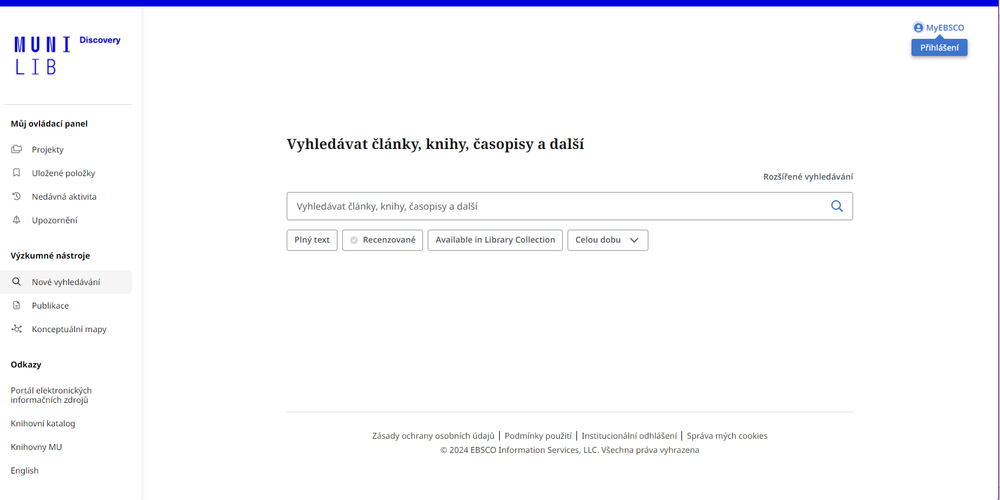 MUNI Discovery
LIB
Můj ovládací panel
Projekty
Uložené položky
Nedávná aktivita
Upozornění
Výzkumné nástroje
Nové vyhledávání
Publikace
Konceptuální mapy
Odkazy
Portál elektronických
informačních zdrojů
Knihovní katalog
Knihovny MU
English
MyEBSCO
Přihlášení
Vyhledávat články, knihy, časopisy a další
Rozšířené vyhledávání
Vyhledávat články, knihy, časopisy a další
Plný text Recenzované Available in Library Collection Celou dobu
Zásady ochrany osobních údajů | Podmínky použití | Institucionální odhlášení | Správa mých cookies
© 2024 EBSCO Information Services, LLC. Všechna práva vyhrazena